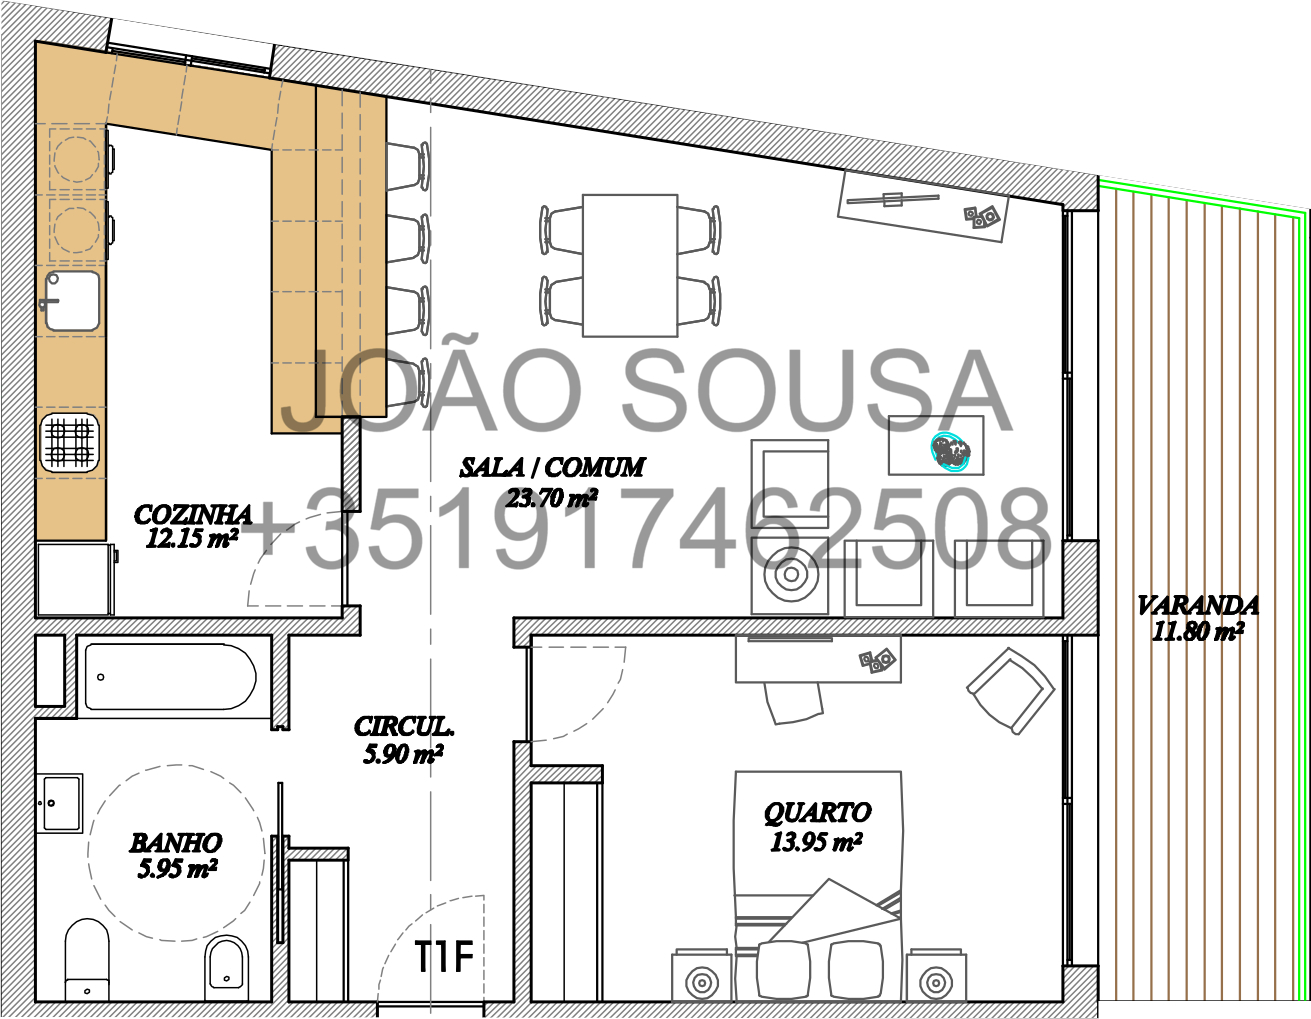 JOÃO SOUSA
+351917462508
SALA / COMUM
23.70 m²
COZINHA
12.15 m²
VARANDA
11.80 m²
CIRCUL.
5.90 m²
QUARTO
13.95 m²
BANHO
5.95 m²
T1F